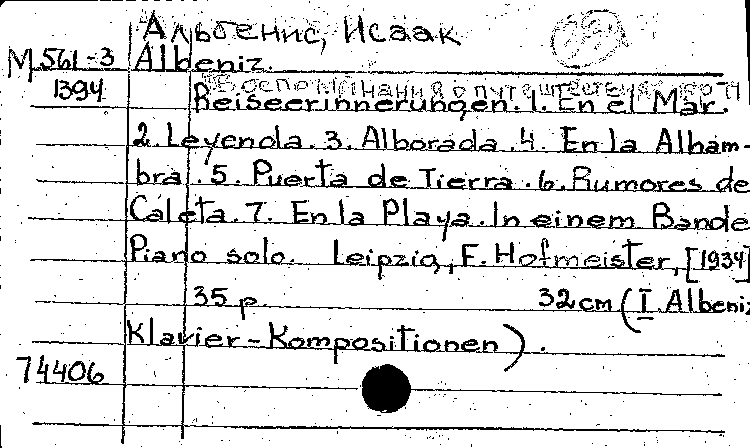 Альбенис, Исаак
M 561-3 Albeniz.
1394 Воспоминания о путешествиях.
Reiseerinnerungen. 1. En el Mar.
2. Leyenda. 3. Alborada. 4. En la Alham-
bra. 5. Puerta de Tierra. 6. Rumores de
Caleta. 7. En la Playa. In einem Bande
Piano solo. Leipzig, F. Hofmeister, [1934]
35 p. 32 cm (I. Albeniz
Klavier-Kompositionen).
74406